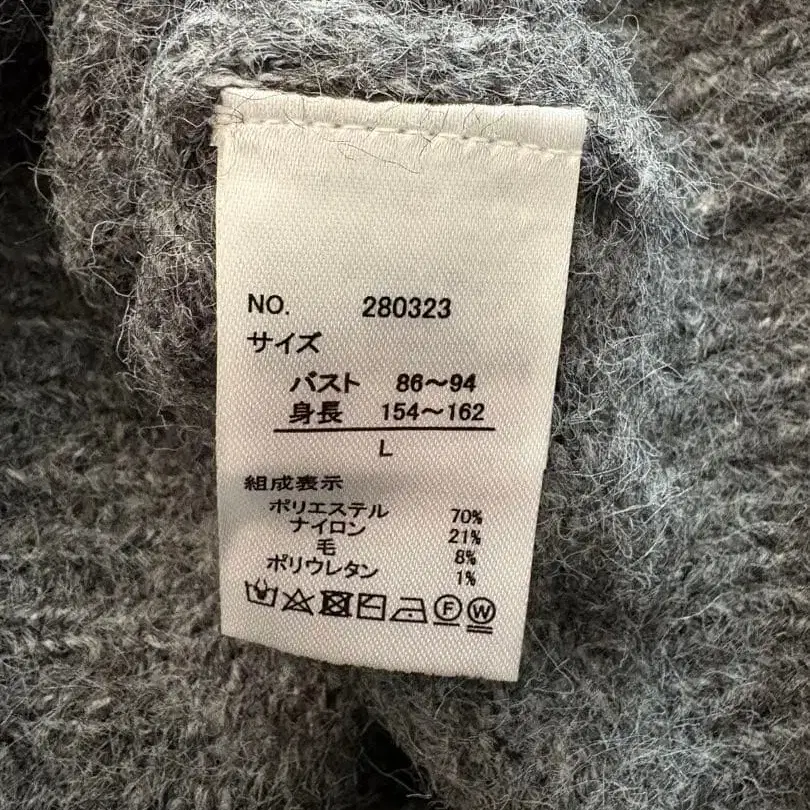 NO. 280323
サイズ
バスト 86〜94
身長 154〜162
L
組成表示
ポリエステル 70%
ナイロン 21%
毛 8%
ポリウレタン 1%
F W